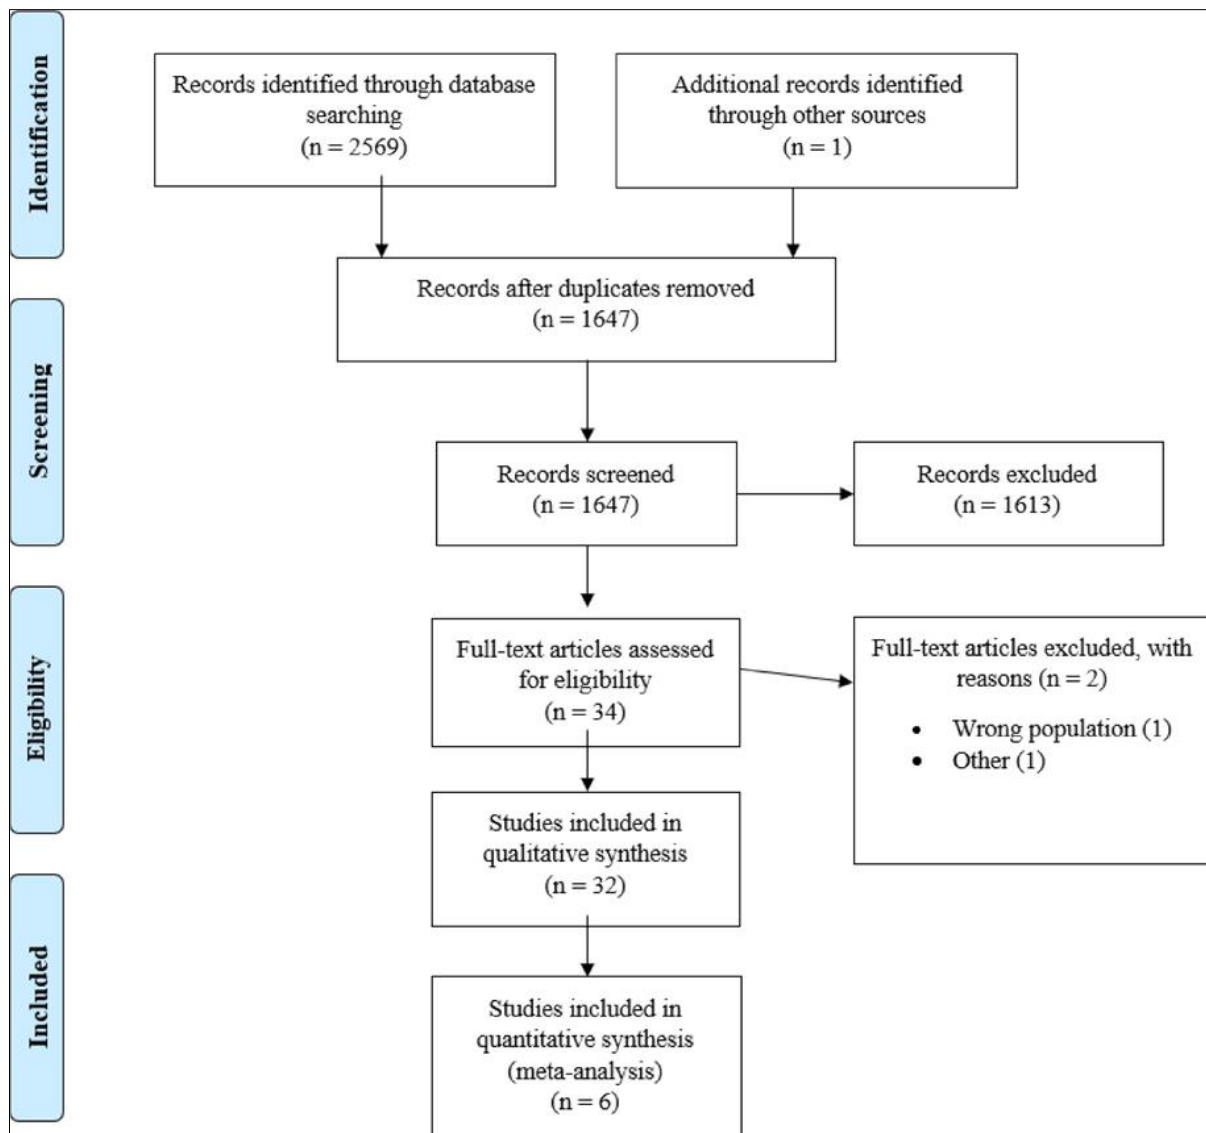 Identification
Records identified through database
searching
(n = 2569)
Additional records identified
through other sources
(n = 1)
Records after duplicates removed
(n = 1647)
Screening
Records screened
(n = 1647)
Records excluded
(n = 1613)
Eligibility
Full-text articles assessed
for eligibility
(n = 34)
Full-text articles excluded, with
reasons (n = 2)
• Wrong population (1)
• Other (1)
Studies included in
qualitative synthesis
(n = 32)
Included
Studies included in
quantitative synthesis
(meta-analysis)
(n = 6)